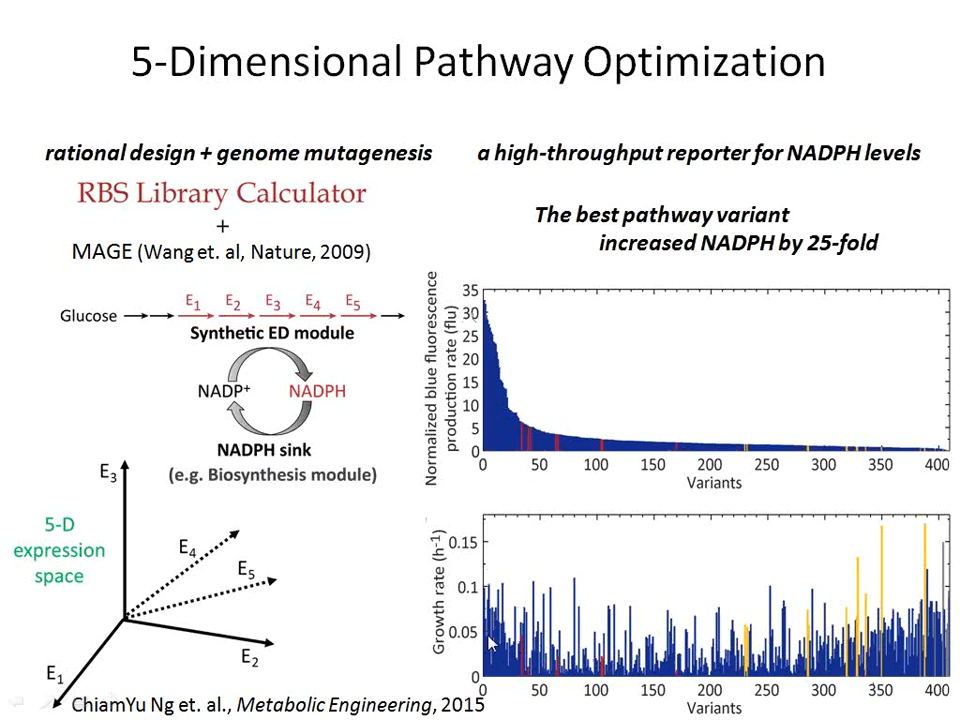 5-Dimensional Pathway Optimization
rational design + genome mutagenesis
RBS Library Calculator
+
MAGE (Wang et. al, Nature, 2009)
Glucose
E1 E2 E3 E4 E5
Synthetic ED module
NADP+ NADPH
NADPH sink
(e.g. Biosynthesis module)
5-D
expression
space
E3
E4
E5
E2
E1
a high-throughput reporter for NADPH levels
The best pathway variant
increased NADPH by 25-fold
Normalized blue fluorescence
production rate (flu)
35
30
25
20
15
10
5
0
0 50 100 150 200 250 300 350 400
Variants
Growth rate (h-1)
0.15
0.1
0.05
0
0 50 100 150 200 250 300 350 400
Variants
ChiamYu Ng et. al., Metabolic Engineering, 2015